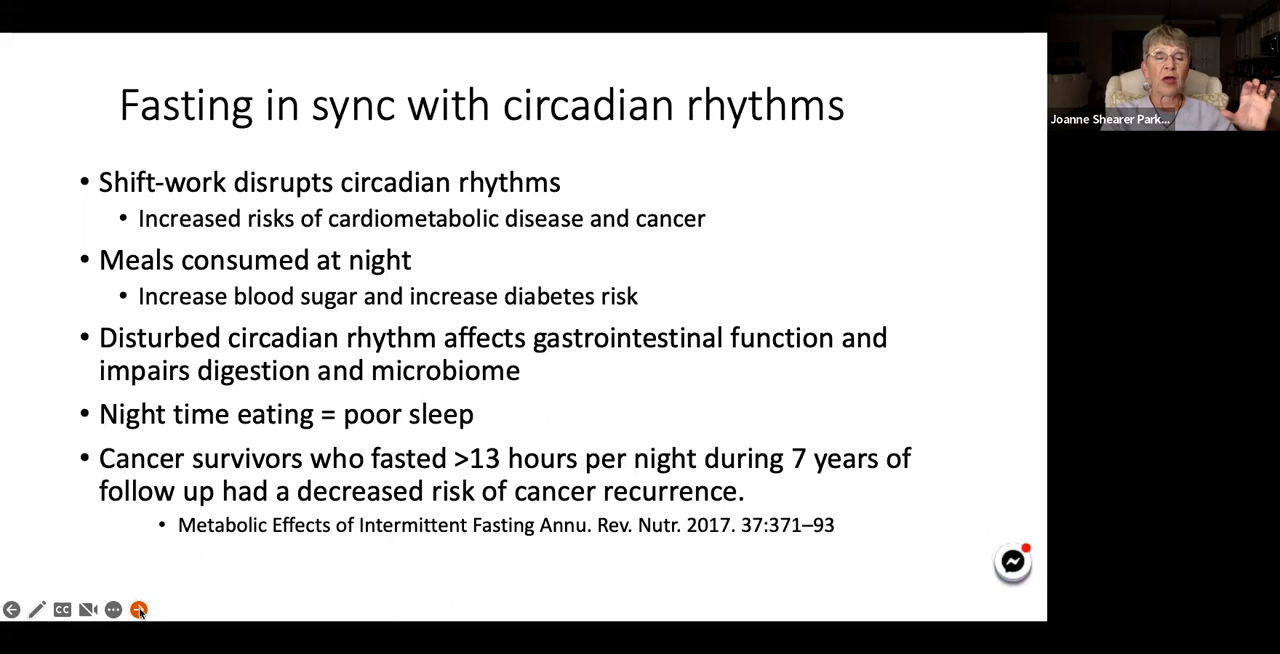 Fasting in sync with circadian rhythms
• Shift-work disrupts circadian rhythms
• Increased risks of cardiometabolic disease and cancer
• Meals consumed at night
• Increase blood sugar and increase diabetes risk
• Disturbed circadian rhythm affects gastrointestinal function and
impairs digestion and microbiome
• Night time eating = poor sleep
• Cancer survivors who fasted >13 hours per night during 7 years of
follow up had a decreased risk of cancer recurrence.
• Metabolic Effects of Intermittent Fasting Annu. Rev. Nutr. 2017. 37:371–93
Joanne Shearer Park...
CC